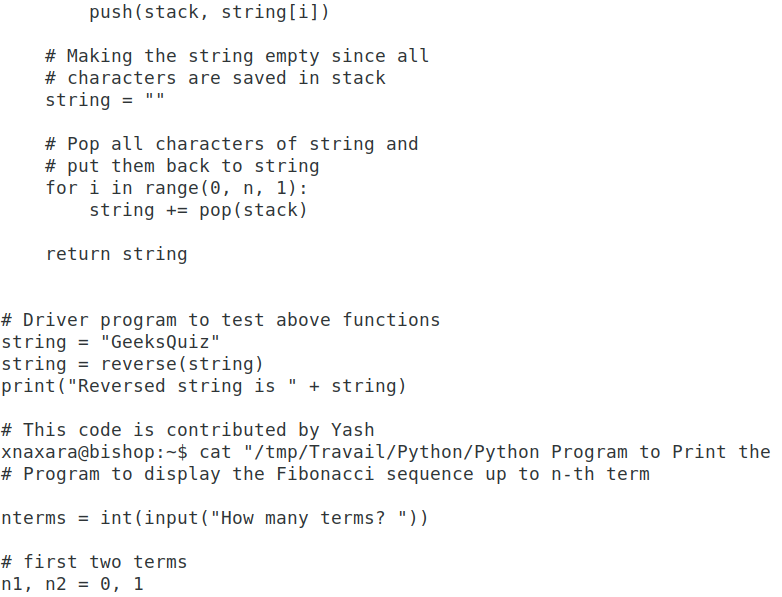 push(stack, string[i])

    # Making the string empty since all
    # characters are saved in stack
    string = ""

    # Pop all characters of string and
    # put them back to string
    for i in range(0, n, 1):
        string += pop(stack)

    return string


# Driver program to test above functions
string = "GeeksQuiz"
string = reverse(string)
print("Reversed string is " + string)

# This code is contributed by Yash
xnaxara@bishop:~$ cat "/tmp/Travail/Python/Python Program to Print the
# Program to display the Fibonacci sequence up to n-th term

nterms = int(input("How many terms? "))

# first two terms
n1, n2 = 0, 1